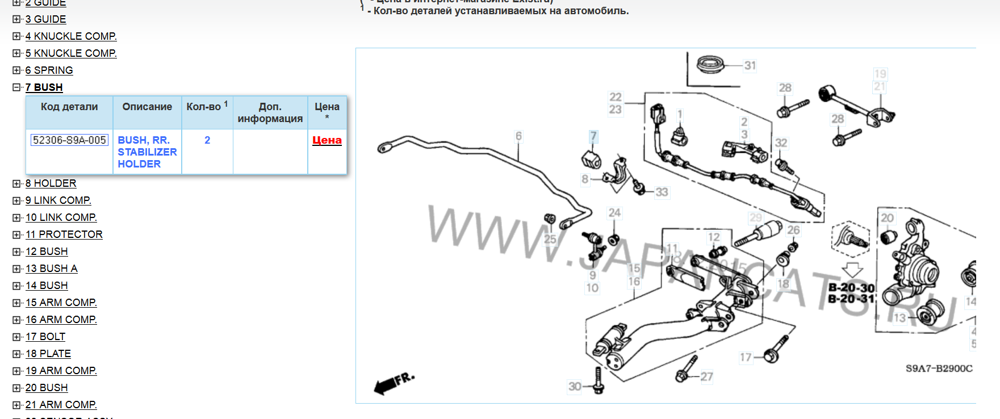 2 GUIDE
3 GUIDE
4 KNUCKLE COMP.
5 KNUCKLE COMP.
6 SPRING
7 BUSH
Код детали
Описание
Кол-во 1
Доп. информация
Цена *
52306-S9A-005
BUSH, RR. STABILIZER HOLDER
2
Цена
8 HOLDER
9 LINK COMP.
10 LINK COMP.
11 PROTECTOR
12 BUSH
13 BUSH A
14 BUSH
15 ARM COMP.
16 ARM COMP.
17 BOLT
18 PLATE
19 ARM COMP.
20 BUSH
21 ARM COMP.
- Цена в интернет-магазине Exist.ru)
1 - Кол-во деталей устанавливаемых на автомобиль.
31
19
21
28
22
23
1
2
3
28
32
6
7
8
33
24
25
29
26
20
12
11
15
16
9
10
18
B-20-30
B-20-31
14
13
4
5
17
27
30
FR.
S9A7-B2900C
WWW.JAPANCATS.RU